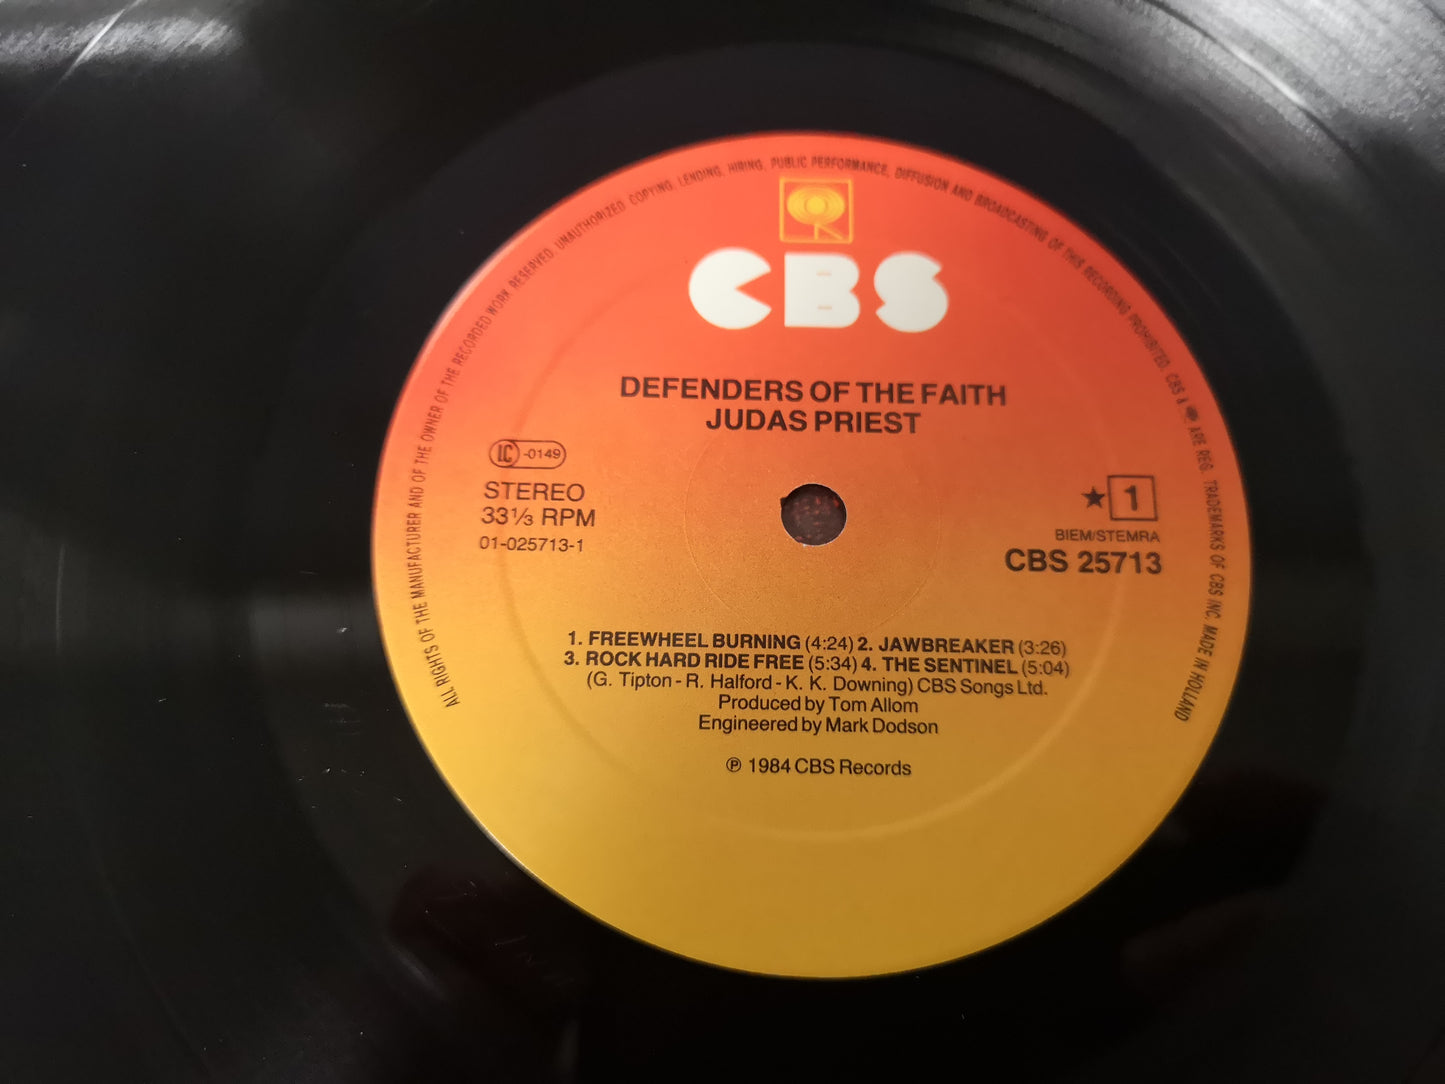 ALL RIGHTS OF THE MANUFACTURER AND OF THE OWNER OF THE RECORDED WORK RESERVED. UNAUTHORIZED COPYING, LENDING, HIRING, PUBLIC PERFORMANCE, DIFFUSION AND BROADCASTING OF THIS RECORDING PROHIBITED. CBS & ARE REG. TRADEMARKS OF CBS INC. MADE IN HOLLAND
CBS
DEFENDERS OF THE FAITH
JUDAS PRIEST
LC -0149
STEREO
33⅓ RPM
01-025713-1
★ 1
BIEM/STEMRA
CBS 25713
1. FREEWHEEL BURNING (4:24) 2. JAWBREAKER (3:26)
3. ROCK HARD RIDE FREE (5:34) 4. THE SENTINEL (5:04)
(G. Tipton - R. Halford - K. K. Downing) CBS Songs Ltd.
Produced by Tom Allom
Engineered by Mark Dodson
℗ 1984 CBS Records